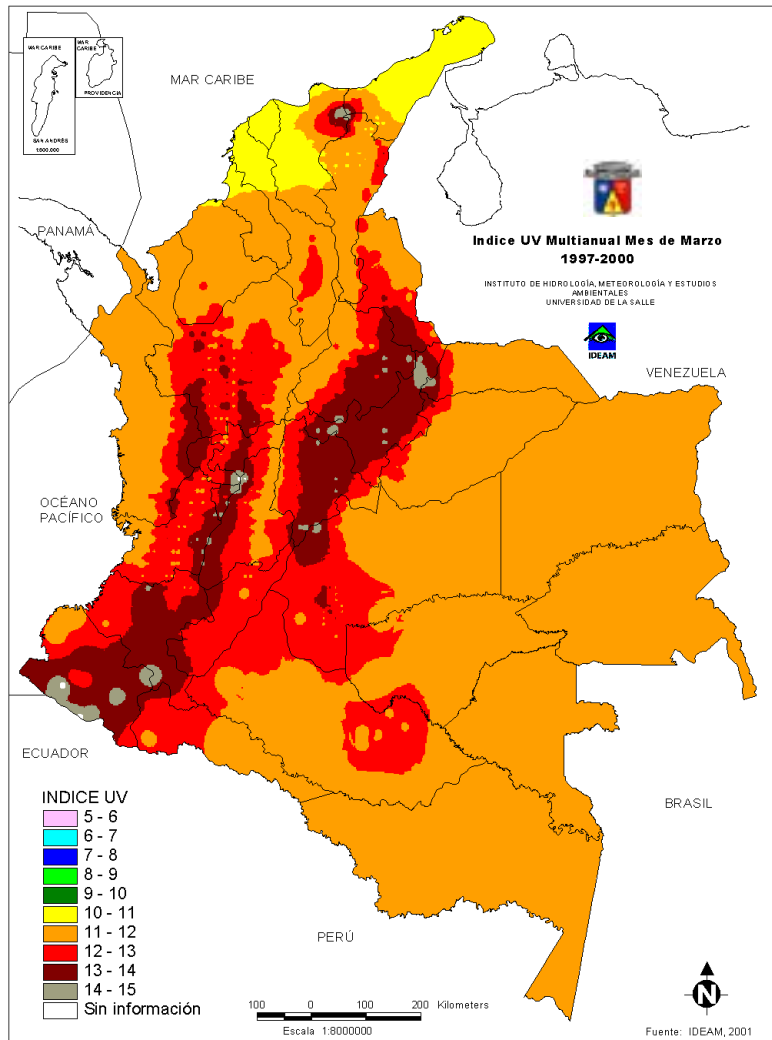 MAR CARIBE
MAR
CARIBE
PROVIDENCIA
SAN ANDRÉS
1:800.000
MAR CARIBE
PANAMÁ
Indice UV Multianual Mes de Marzo
1997-2000
INSTITUTO DE HIDROLOGÍA, METEOROLOGÍA Y ESTUDIOS
AMBIENTALES
UNIVERSIDAD DE LA SALLE
IDEAM
VENEZUELA
OCÉANO
PACÍFICO
ECUADOR
BRASIL
PERÚ
INDICE UV
5 - 6
6 - 7
7 - 8
8 - 9
9 - 10
10 - 11
11 - 12
12 - 13
13 - 14
14 - 15
Sin información
100 0 100 200 Kilometers
Escala 1:8000000
N
Fuente: IDEAM, 2001